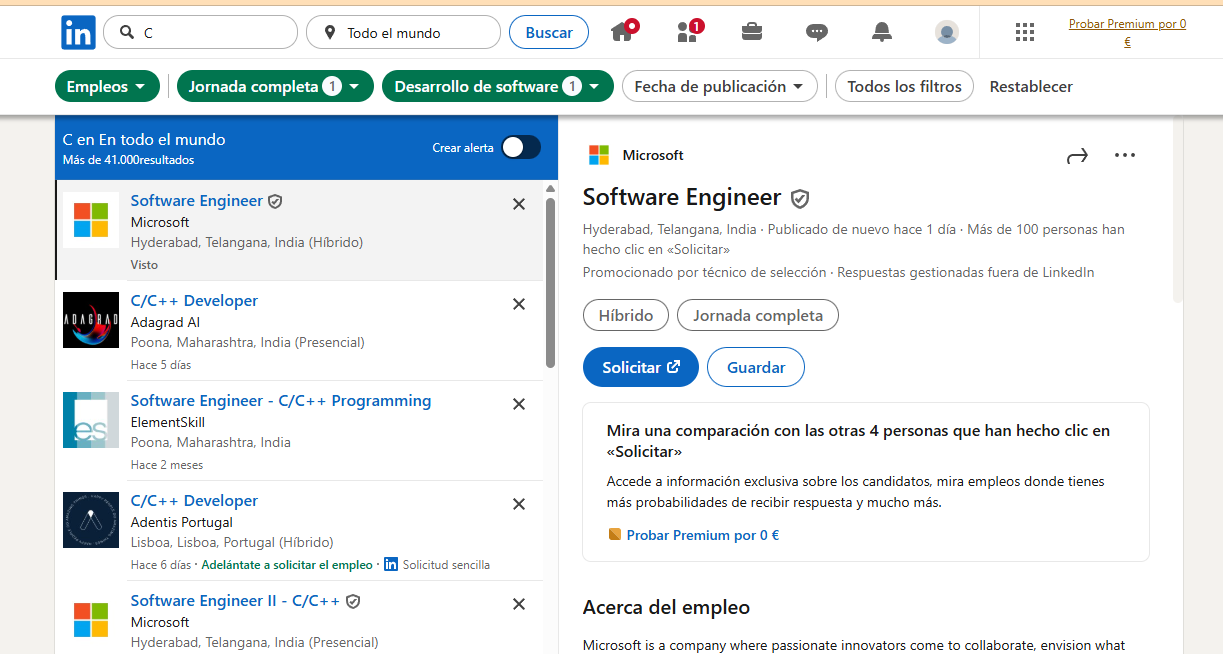 in
C
Todo el mundo
Buscar
1
Probar Premium por 0
€
Empleos
Jornada completa 1
Desarrollo de software 1
Fecha de publicación
Todos los filtros
Restablecer
C en En todo el mundo
Más de 41.000resultados
Crear alerta
Software Engineer
Microsoft
Hyderabad, Telangana, India (Híbrido)
Visto
ADAGRAD
C/C++ Developer
Adagrad AI
Poona, Maharashtra, India (Presencial)
Hace 5 días
es
Software Engineer - C/C++ Programming
ElementSkill
Poona, Maharashtra, India
Hace 2 meses
C/C++ Developer
Adentis Portugal
Lisboa, Lisboa, Portugal (Híbrido)
Hace 6 días · Adelántate a solicitar el empleo · in Solicitud sencilla
Software Engineer II - C/C++
Microsoft
Hyderabad, Telangana, India (Presencial)
Microsoft
Software Engineer
Hyderabad, Telangana, India · Publicado de nuevo hace 1 día · Más de 100 personas han
hecho clic en «Solicitar»
Promocionado por técnico de selección · Respuestas gestionadas fuera de LinkedIn
Híbrido
Jornada completa
Solicitar
Guardar
Mira una comparación con las otras 4 personas que han hecho clic en
«Solicitar»
Accede a información exclusiva sobre los candidatos, mira empleos donde tienes
más probabilidades de recibir respuesta y mucho más.
Probar Premium por 0 €
Acerca del empleo
Microsoft is a company where passionate innovators come to collaborate, envision what